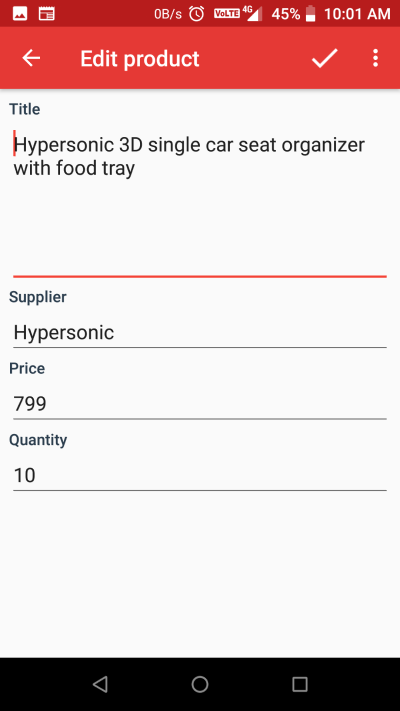 0B/s VoLTE 4G 45% 10:01 AM
Edit product
Title
Hypersonic 3D single car seat organizer
with food tray
Supplier
Hypersonic
Price
799
Quantity
10